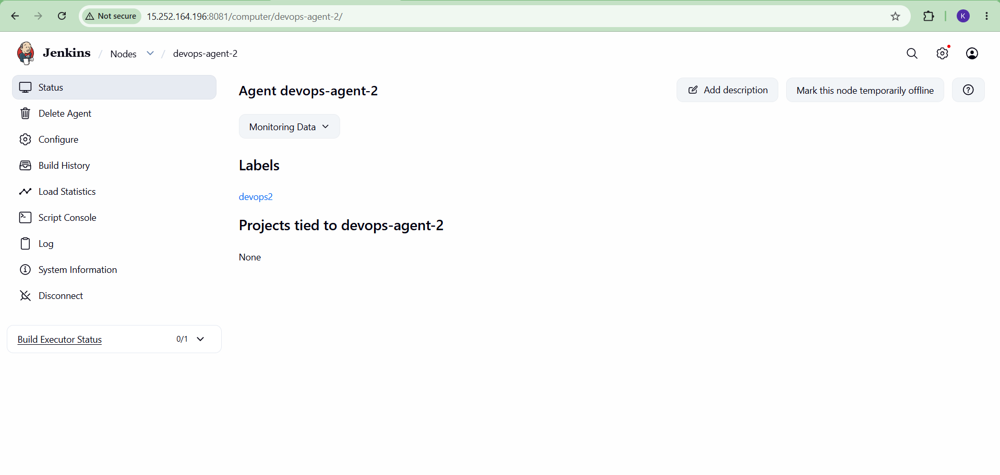 Not secure 15.252.164.196:8081/computer/devops-agent-2/ K
Jenkins / Nodes / devops-agent-2
Status
Delete Agent
Configure
Build History
Load Statistics
Script Console
Log
System Information
Disconnect
Build Executor Status 0/1
Agent devops-agent-2
Add description
Mark this node temporarily offline
Monitoring Data
Labels
devops2
Projects tied to devops-agent-2
None